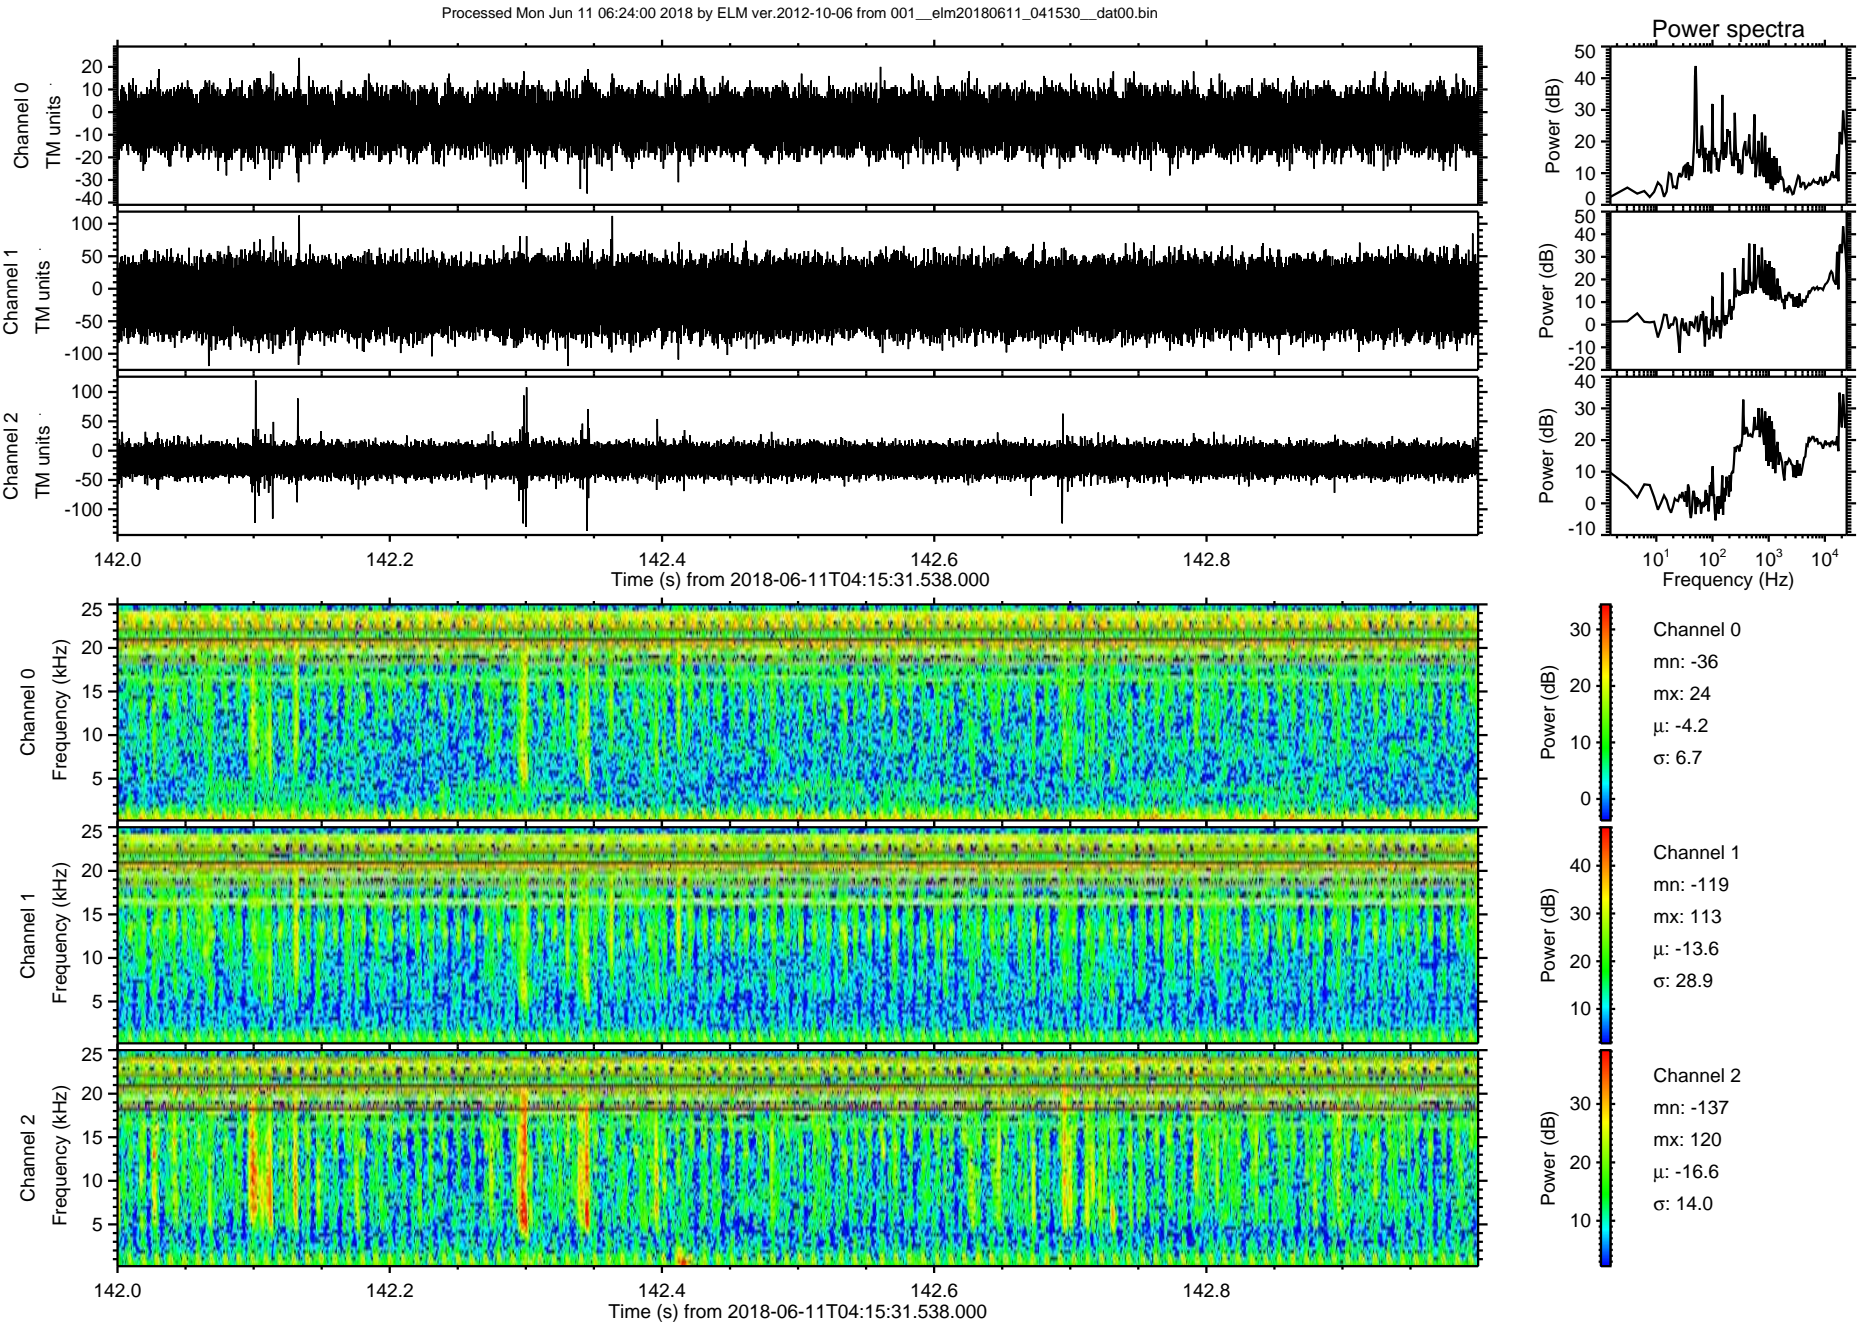 Processed Mon Jun 11 06:24:00 2018 by ELM ver.2012-10-06 from 001__elm20180611_041530__dat00.bin
Power spectra
Channel 0
TM units
20
10
0
-10
-20
-30
-40
Power (dB)
50
40
30
20
10
0
Channel 1
TM units
100
50
0
-50
-100
Power (dB)
50
40
30
20
10
0
-10
-20
Channel 2
TM units
100
50
0
-50
-100
Power (dB)
40
30
20
10
0
-10
142.0 142.2 142.4 142.6 142.8
Time (s) from 2018-06-11T04:15:31.538.000
10^1 10^2 10^3 10^4
Frequency (Hz)
Channel 0
Frequency (kHz)
25
20
15
10
5
Power (dB)
30
20
10
0
Channel 0
mn: -36
mx: 24
μ: -4.2
σ: 6.7
Channel 1
Frequency (kHz)
25
20
15
10
5
Power (dB)
40
30
20
10
Channel 1
mn: -119
mx: 113
μ: -13.6
σ: 28.9
Channel 2
Frequency (kHz)
25
20
15
10
5
Power (dB)
30
20
10
Channel 2
mn: -137
mx: 120
μ: -16.6
σ: 14.0
142.0 142.2 142.4 142.6 142.8
Time (s) from 2018-06-11T04:15:31.538.000